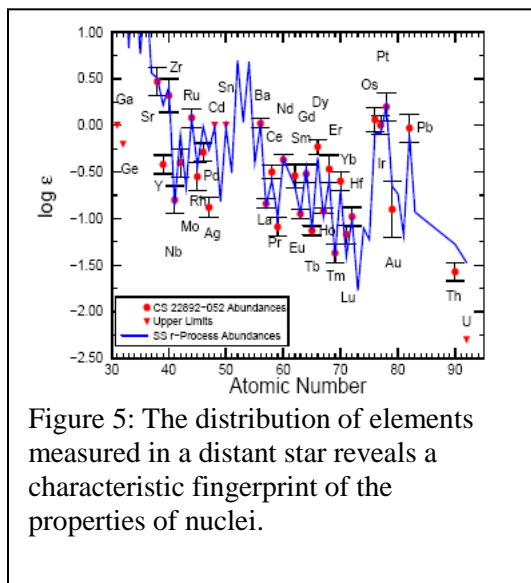 1.00
0.50
0.00
−0.50
−1.00
−1.50
−2.00
−2.50
log ε
Ga
Ge
Sr
Zr
Y
Nb
Mo
Ru
Rh
Pd
Ag
Cd
Sn
Ba
La
Ce
Pr
Nd
Sm
Eu
Gd
Tb
Dy
Ho
Er
Tm
Yb
Lu
Hf
Os
Ir
Pt
Au
Pb
Th
U
CS 22892−052 Abundances
Upper Limits
SS r−Process Abundances
30 40 50 60 70 80 90
Atomic Number
Figure 5: The distribution of elements
measured in a distant star reveals a
characteristic fingerprint of the
properties of nuclei.